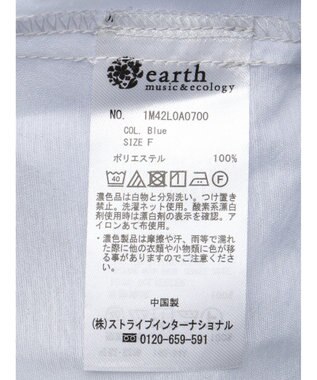 earth
music&ecology
NO. 1M42L0A0700
COL. Blue
SIZE F
ポリエステル 100%
40
F
濃色品は白物と分別洗い。つけ置き
禁止。洗濯ネット使用。酸素系漂白
剤使用時は漂白剤の表示を確認。ア
イロンあて布使用。
・濃色製品は摩擦や汗、雨等で濡れ
た際に他の衣類や小物類に色が移
る事がありますのでご注意下さい。
中国製
(株)ストライプインターナショナル
0120-659-591